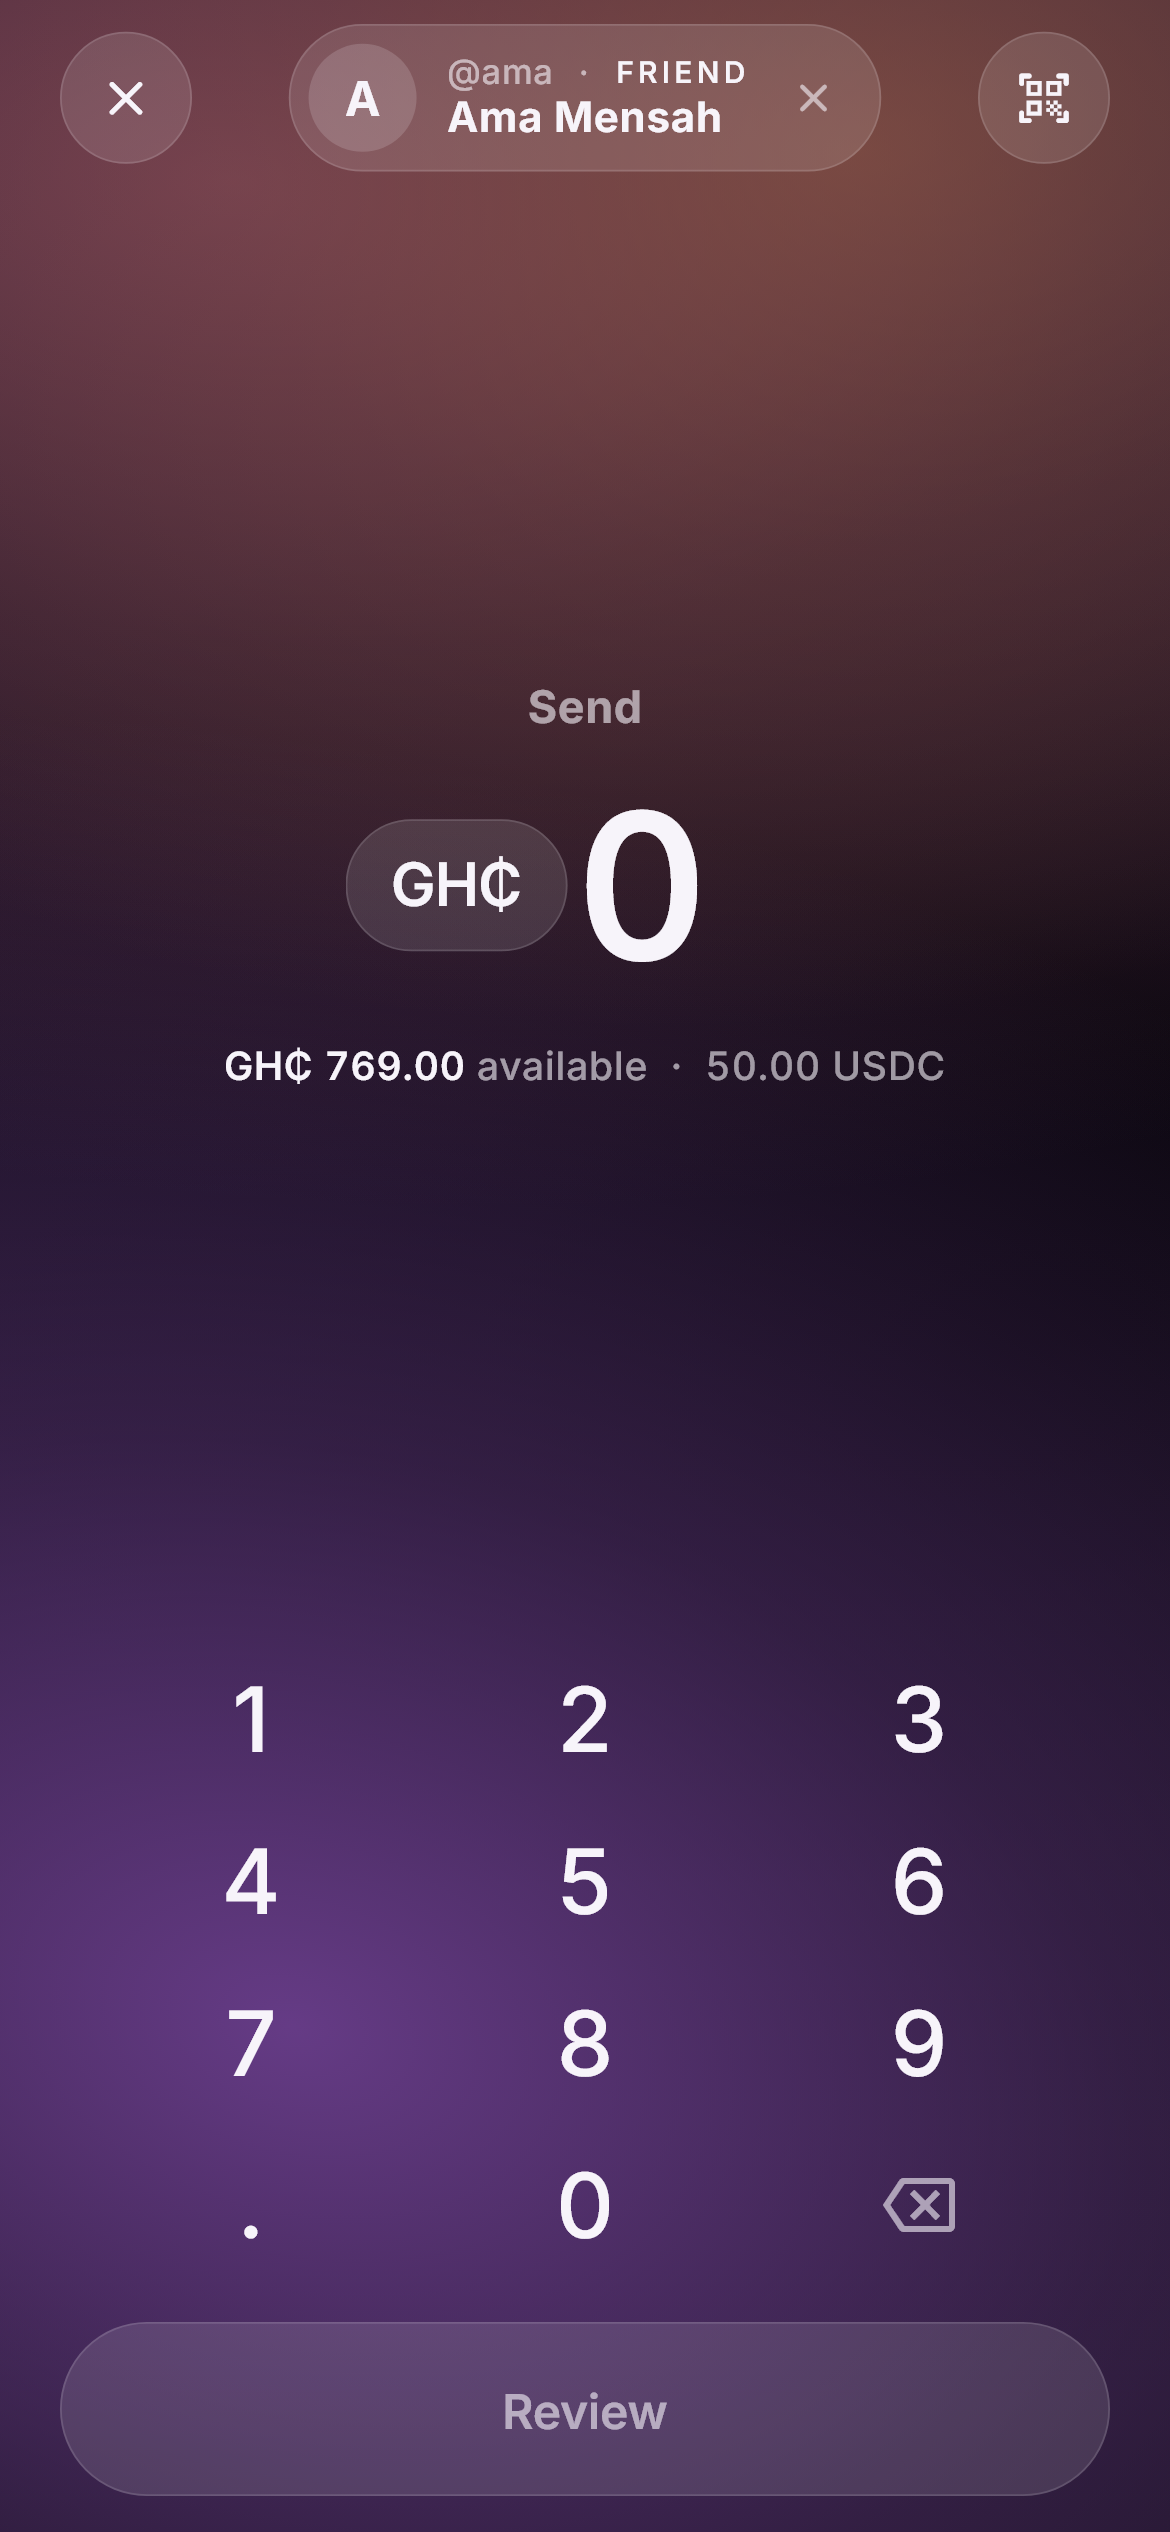 A
@ama · FRIEND
Ama Mensah
Send
GH₵ 0
GH₵ 769.00 available · 50.00 USDC
1 2 3
4 5 6
7 8 9
. 0
Review